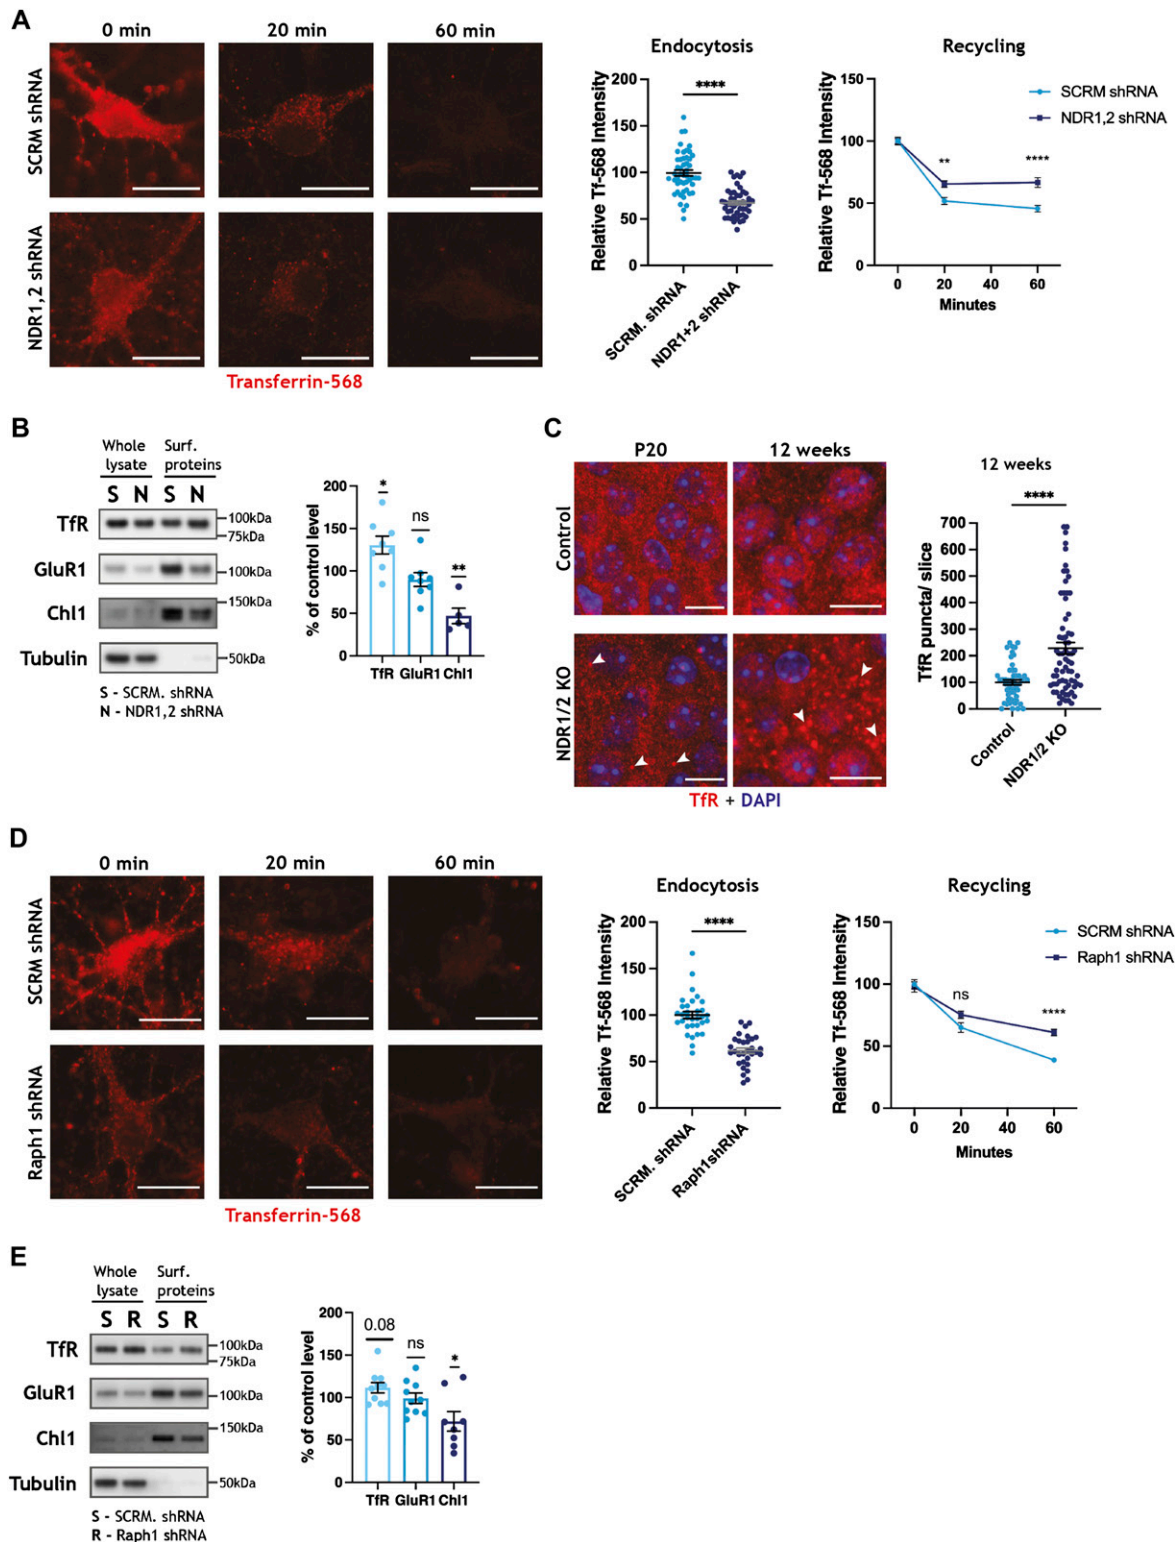 A
0 min
20 min
60 min
SCRM shRNA
NDR1,2 shRNA
Transferrin-568
Endocytosis
Relative Tf-568 Intensity
200
150
100
50
0
****
SCRM. shRNA
NDR1+2 shRNA
Recycling
Relative Tf-568 Intensity
150
100
50
0
**
****
0
20
40
60
Minutes
SCRM shRNA
NDR1,2 shRNA
B
Whole lysate
Surf. proteins
S N S N
TfR
100kDa
75kDa
GluR1
100kDa
Chl1
150kDa
Tubulin
50kDa
S - SCRM. shRNA
N - NDR1,2 shRNA
% of control level
200
150
100
50
0
*
ns
**
TfR GluR1 Chl1
C
P20
12 weeks
Control
NDR1/2 KO
TfR + DAPI
12 weeks
****
TfR puncta/ slice
700
600
500
400
300
200
100
0
Control
NDR1/2 KO
D
0 min
20 min
60 min
SCRM shRNA
Raph1 shRNA
Transferrin-568
Endocytosis
Relative Tf-568 Intensity
200
150
100
50
0
****
SCRM. shRNA
Raph1shRNA
Recycling
Relative Tf-568 Intensity
150
100
50
0
ns
****
0
20
40
60
Minutes
SCRM shRNA
Raph1 shRNA
E
Whole lysate
Surf. proteins
S R S R
TfR
100kDa
75kDa
GluR1
100kDa
Chl1
150kDa
Tubulin
50kDa
S - SCRM. shRNA
R - Raph1 shRNA
% of control level
200
150
100
50
0
0.08
ns
*
TfR GluR1 Chl1